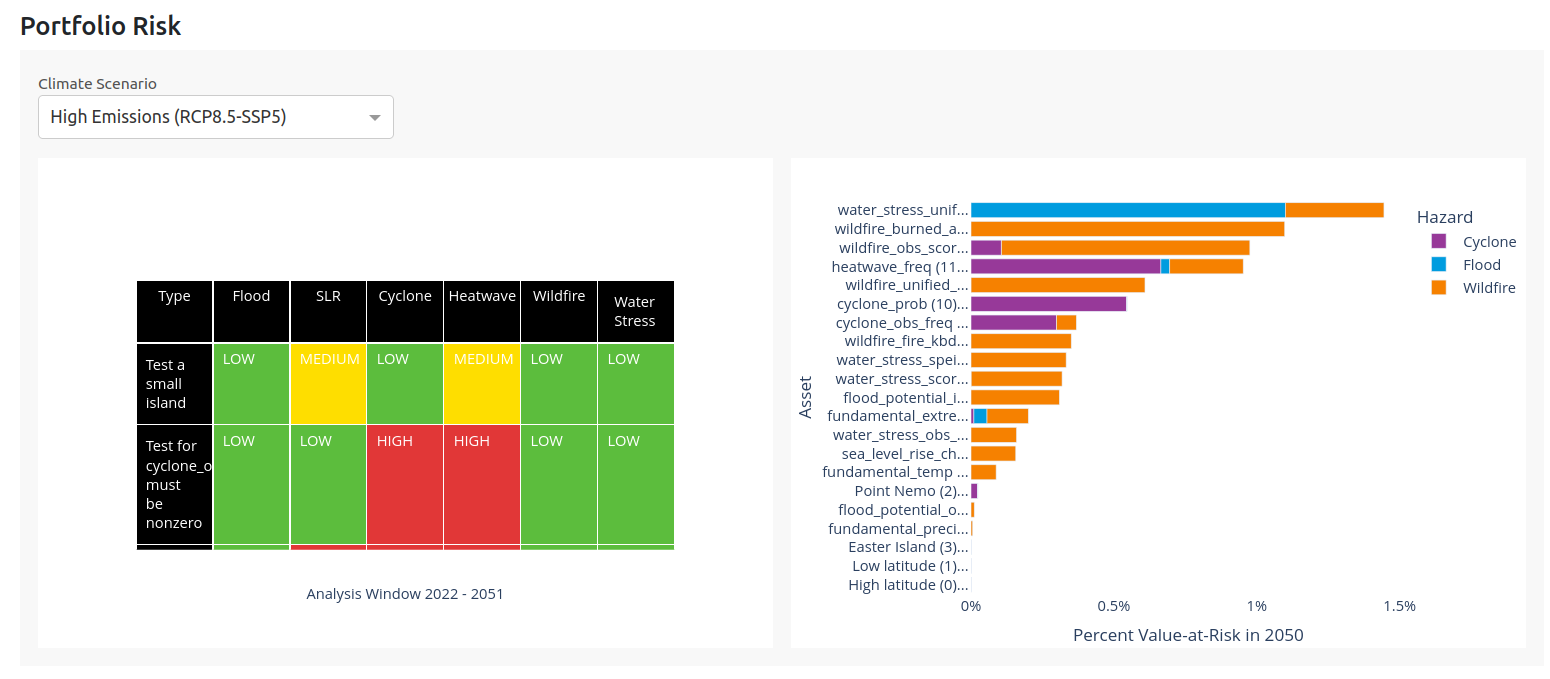 Portfolio Risk
Climate Scenario
High Emissions (RCP8.5-SSP5)
Type
Flood
SLR
Cyclone
Heatwave
Wildfire
Water
Stress
Test a
small
island
LOW
MEDIUM
LOW
MEDIUM
LOW
LOW
Test for
cyclone_o
must
be
nonzero
LOW
LOW
HIGH
HIGH
LOW
LOW
Analysis Window 2022 - 2051
Asset
water_stress_unif...
wildfire_burned_a...
wildfire_obs_scor...
heatwave_freq (11...
wildfire_unified_...
cyclone_prob (10)...
cyclone_obs_freq ...
wildfire_fire_kbd...
water_stress_spei...
water_stress_scor...
flood_potential_i...
fundamental_extre...
water_stress_obs_...
sea_level_rise_ch...
fundamental_temp ...
Point Nemo (2)...
flood_potential_o...
fundamental_preci...
Easter Island (3)...
Low latitude (1)...
High latitude (0)...
0%
0.5%
1%
1.5%
Percent Value-at-Risk in 2050
Hazard
Cyclone
Flood
Wildfire